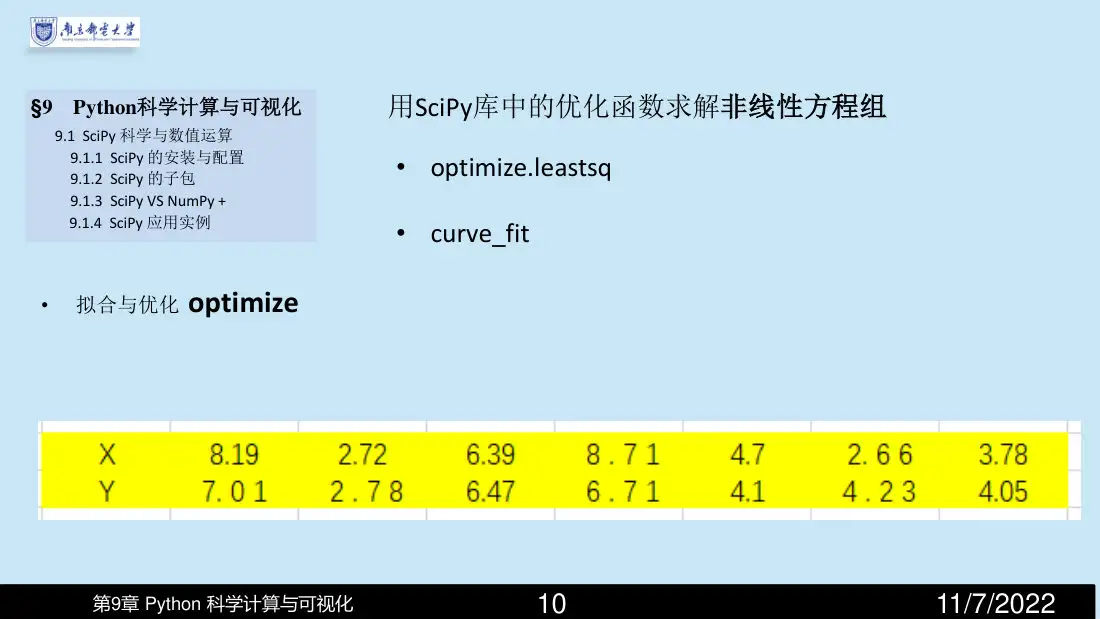 南京邮电大学
§9 Python科学计算与可视化
9.1 SciPy 科学与数值运算
9.1.1 SciPy 的安装与配置
9.1.2 SciPy 的子包
9.1.3 SciPy VS NumPy +
9.1.4 SciPy 应用实例
用SciPy库中的优化函数求解非线性方程组
• optimize.leastsq
• curve_fit
• 拟合与优化 optimize
X 8.19 2.72 6.39 8.71 4.7 2.66 3.78
Y 7.01 2.78 6.47 6.71 4.1 4.23 4.05
第9章 Python 科学计算与可视化 10 11/7/2022